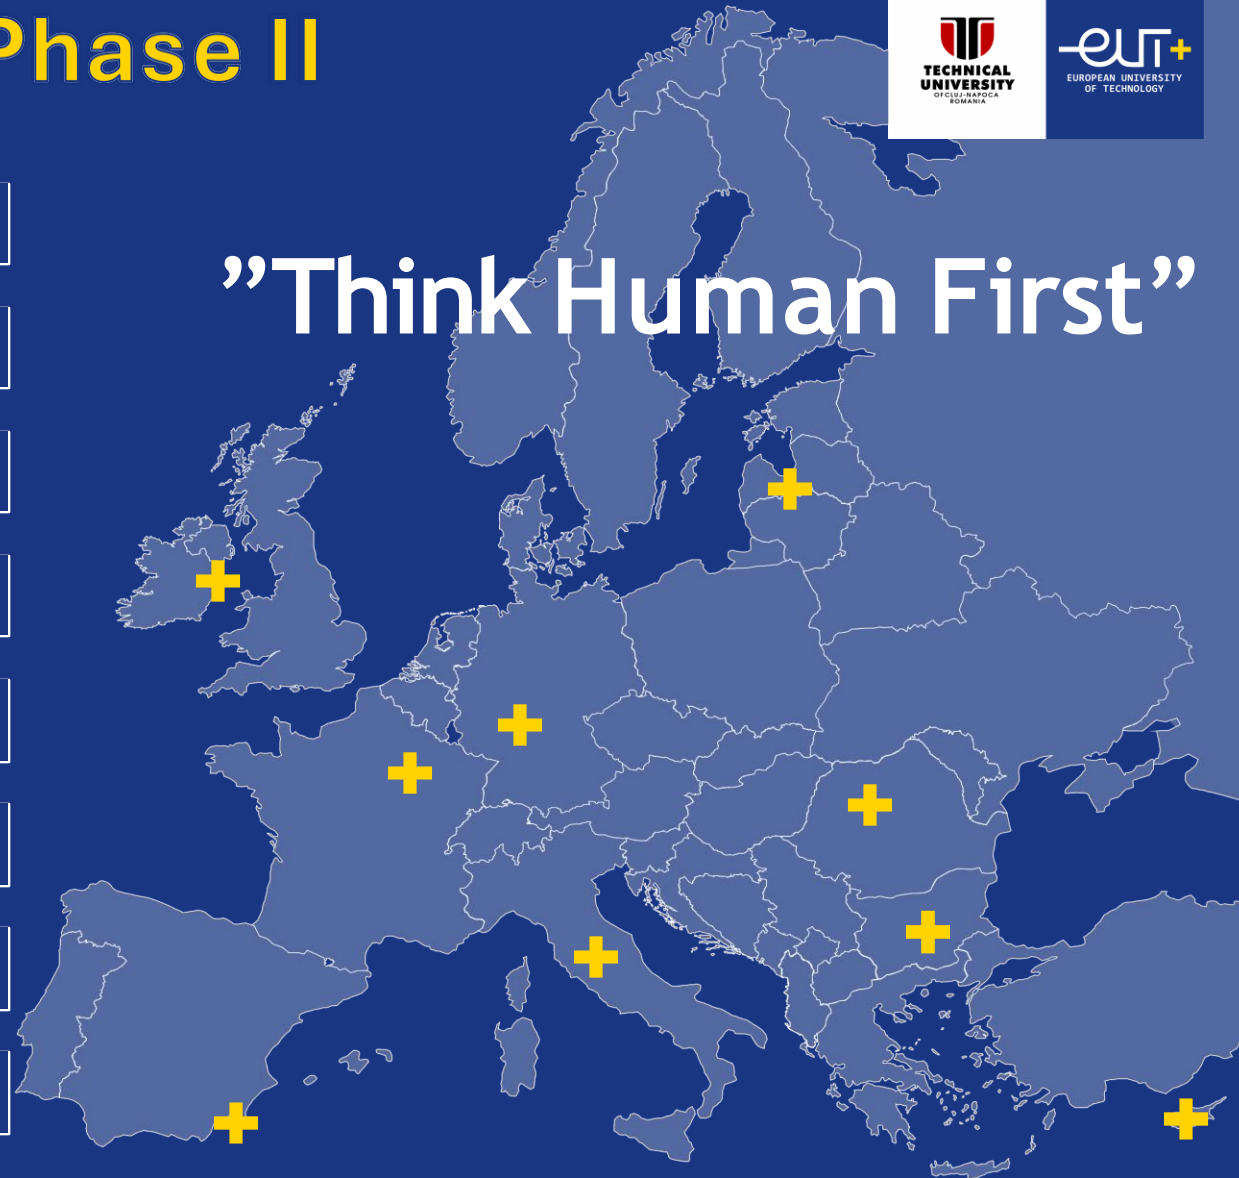 Phase II
TECHNICAL
UNIVERSITY
OF CLUJ-NAPOCA
ROMANIA
eut+
EUROPEAN UNIVERSITY
OF TECHNOLOGY
”Think Human First”